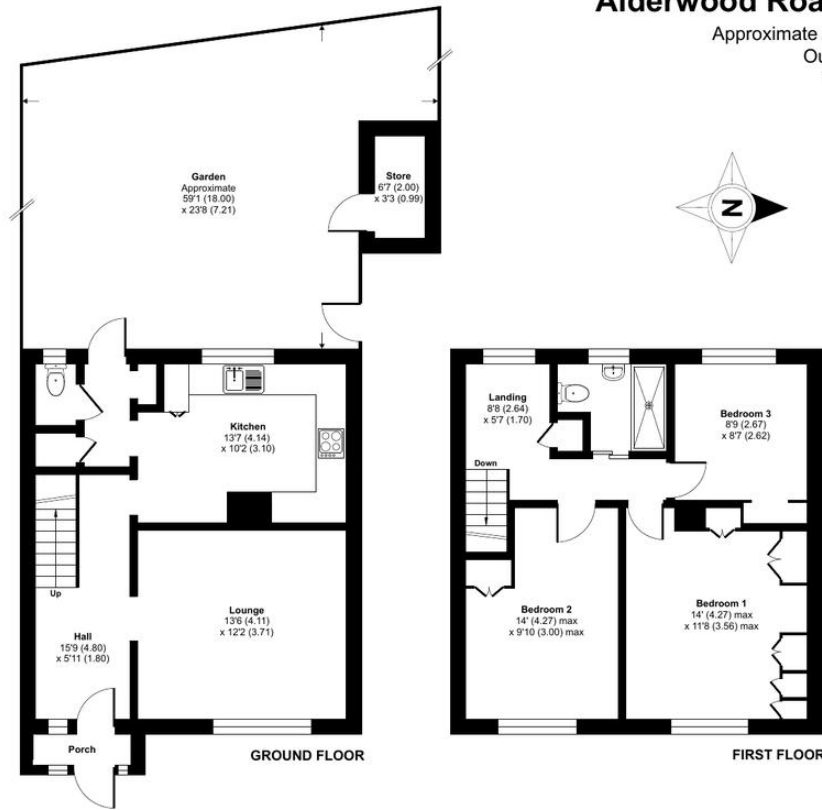 Alderwood Roa
Approximate
Ou
Garden
Approximate
59'1 (18.00)
x 23'8 (7.21)
Store
6'7 (2.00)
x 3'3 (0.99)
N
Kitchen
13'7 (4.14)
x 10'2 (3.10)
Up
Hall
15'9 (4.80)
x 5'11 (1.80)
Lounge
13'6 (4.11)
x 12'2 (3.71)
Porch
GROUND FLOOR
Landing
8'8 (2.64)
x 5'7 (1.70)
Down
Bedroom 3
8'9 (2.67)
x 8'7 (2.62)
Bedroom 2
14' (4.27) max
x 9'10 (3.00) max
Bedroom 1
14' (4.27) max
x 11'8 (3.56) max
FIRST FLOOR